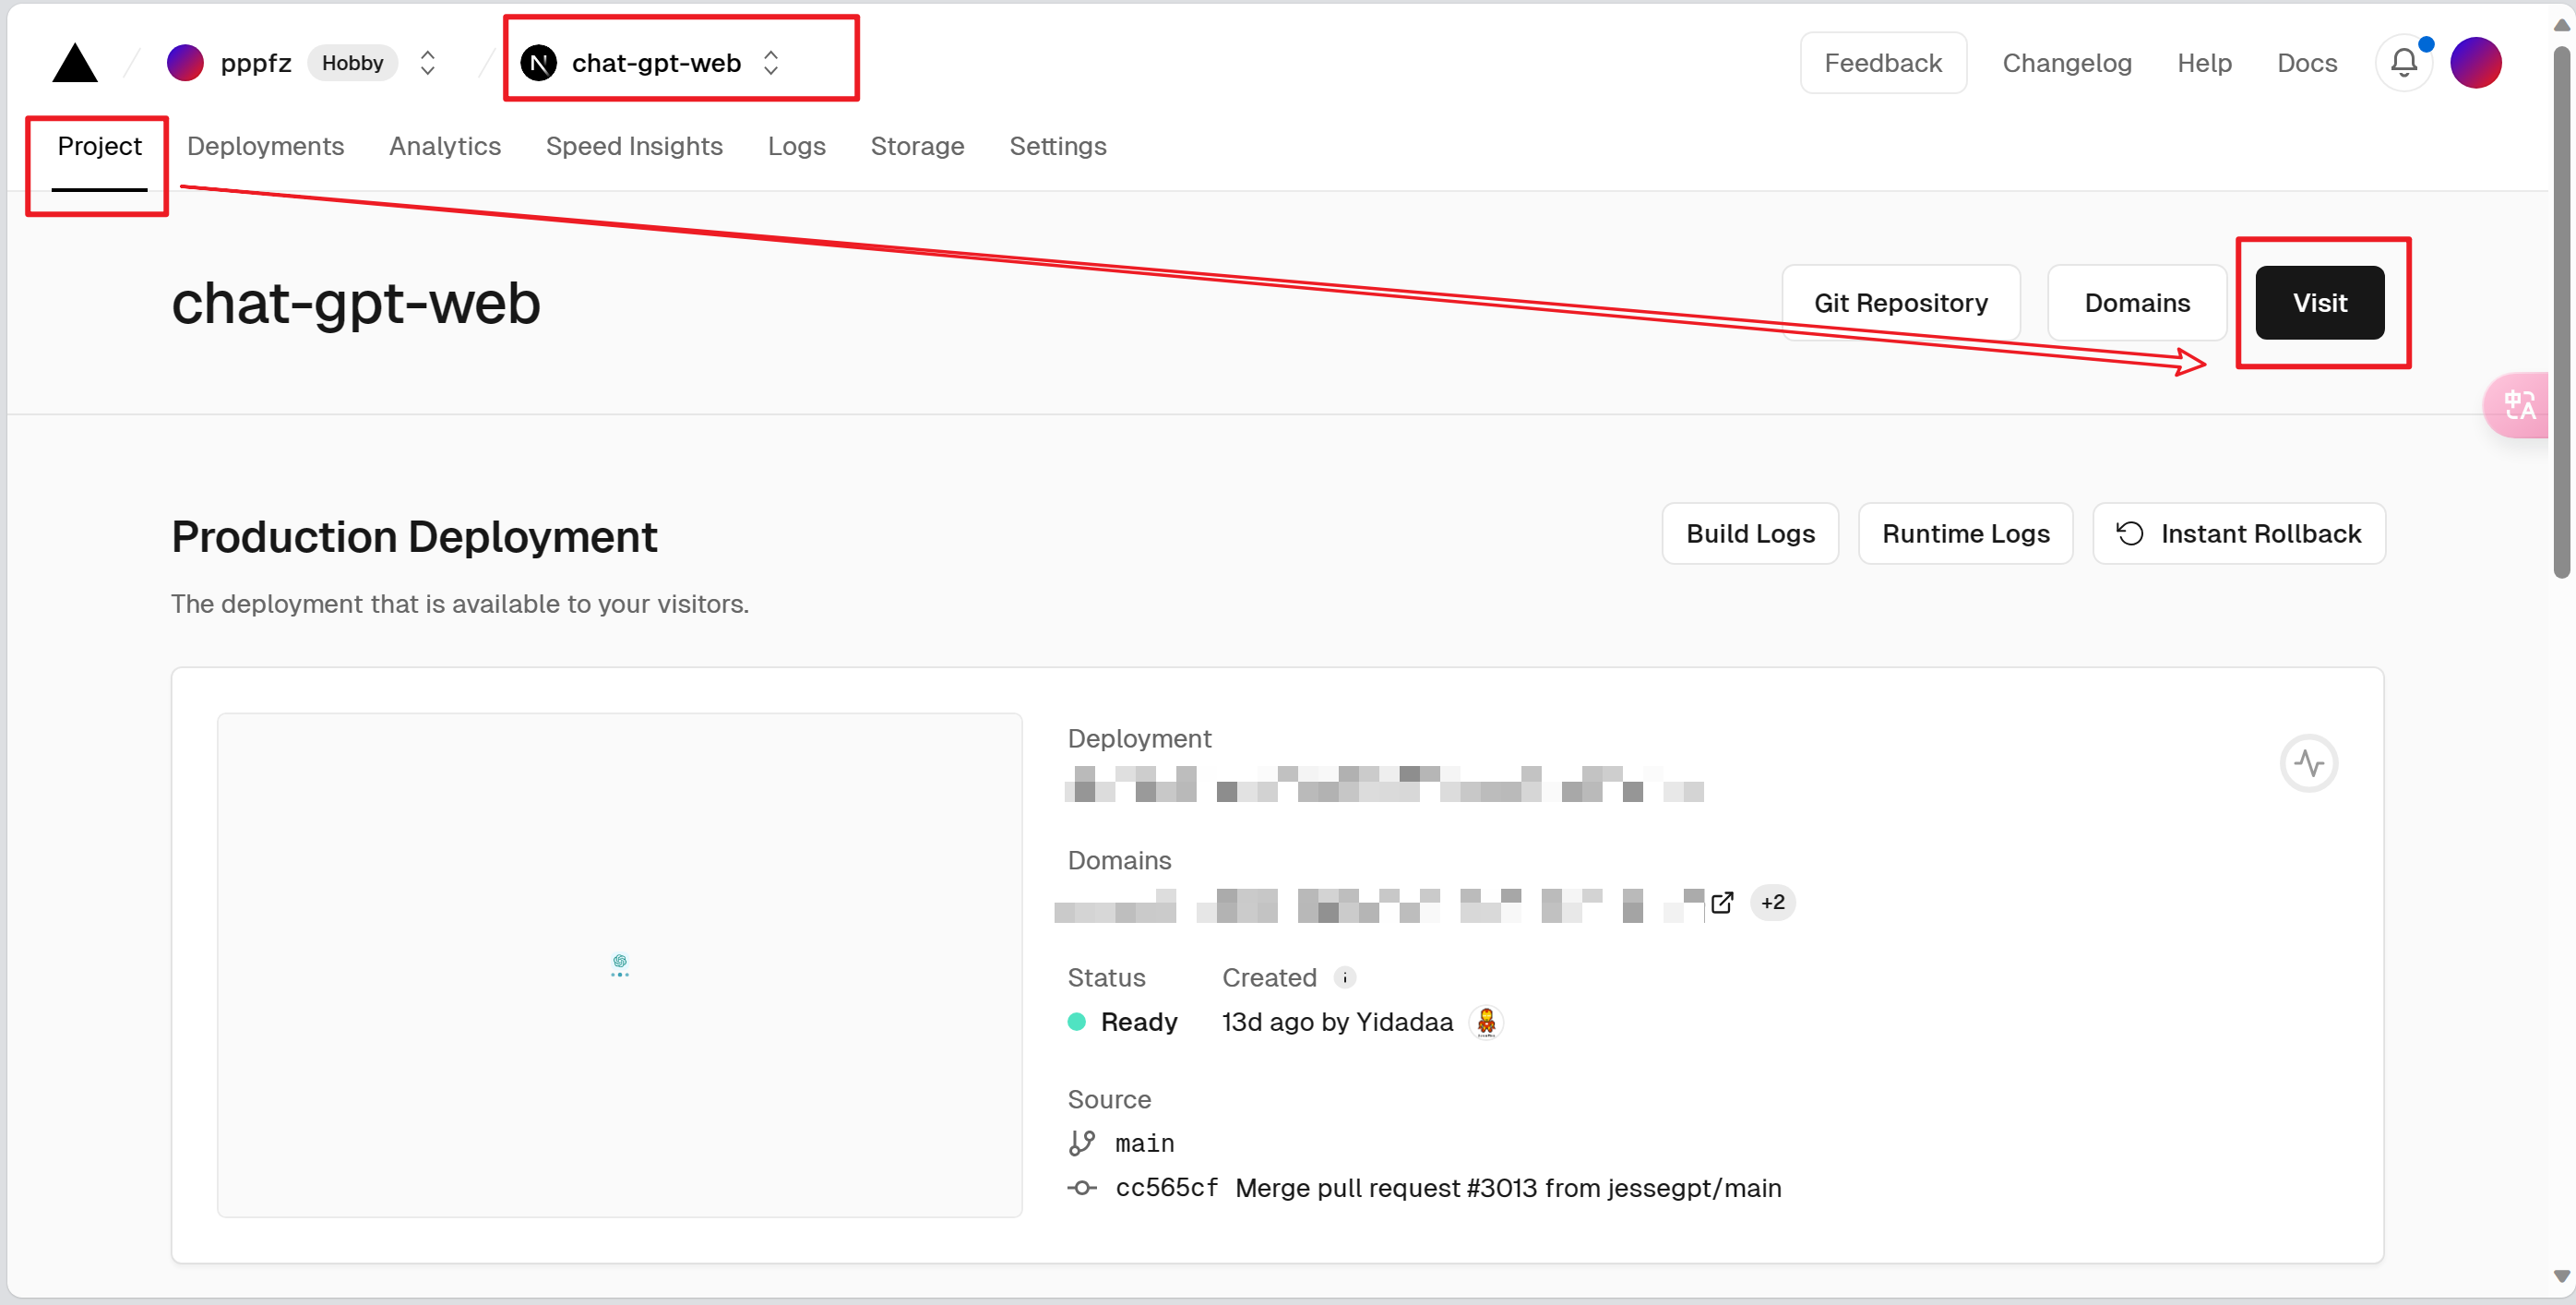 pppfz Hobby chat-gpt-web Feedback Changelog Help Docs
Project Deployments Analytics Speed Insights Logs Storage Settings
chat-gpt-web Git Repository Domains Visit
中 A
Production Deployment Build Logs Runtime Logs Instant Rollback
The deployment that is available to your visitors.
Deployment
Domains
+2
Status Created
Ready 13d ago by Yidadaa
Source
main
cc565cf Merge pull request #3013 from jessegpt/main